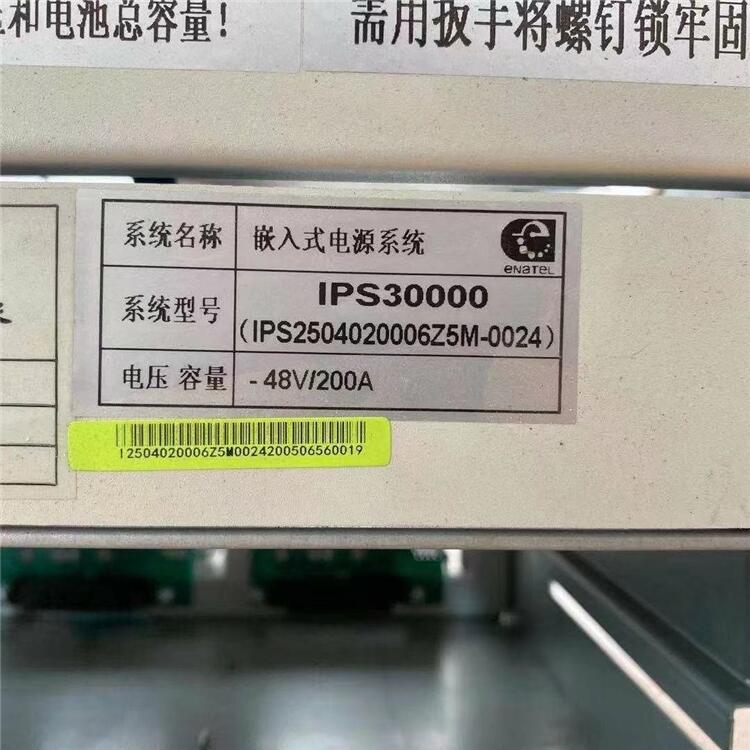 和电池总容量!
需用扳手将螺钉锁牢固
系统名称 嵌入式电源系统
enaTEL
系统型号 IPS30000
(IPS2504020006Z5M-0024)
电压 容量 - 48V/200A
I2504020006Z5M0024200506560019